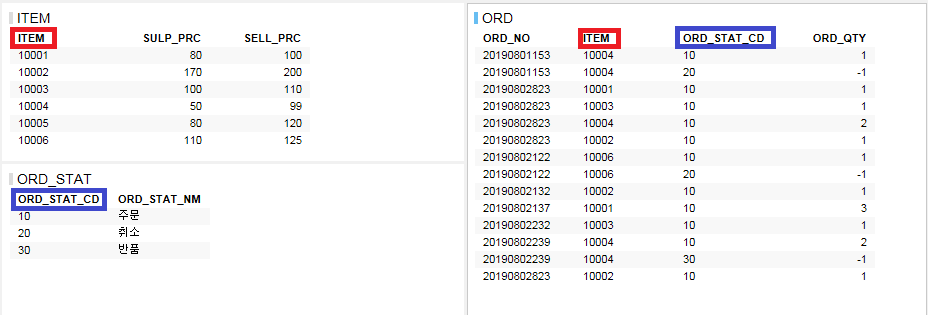 ITEM
ITEM SULP_PRC SELL_PRC
10001 80 100
10002 170 200
10003 100 110
10004 50 99
10005 80 120
10006 110 125
ORD_STAT
ORD_STAT_CD ORD_STAT_NM
10 주문
20 취소
30 반품
ORD
ORD_NO ITEM ORD_STAT_CD ORD_QTY
20190801153 10004 10 1
20190801153 10004 20 -1
20190802823 10001 10 1
20190802823 10003 10 1
20190802823 10004 10 2
20190802823 10002 10 1
20190802122 10006 10 1
20190802122 10006 20 -1
20190802132 10002 10 1
20190802137 10001 10 3
20190802232 10003 10 1
20190802239 10004 10 2
20190802239 10004 30 -1
20190802823 10002 10 1